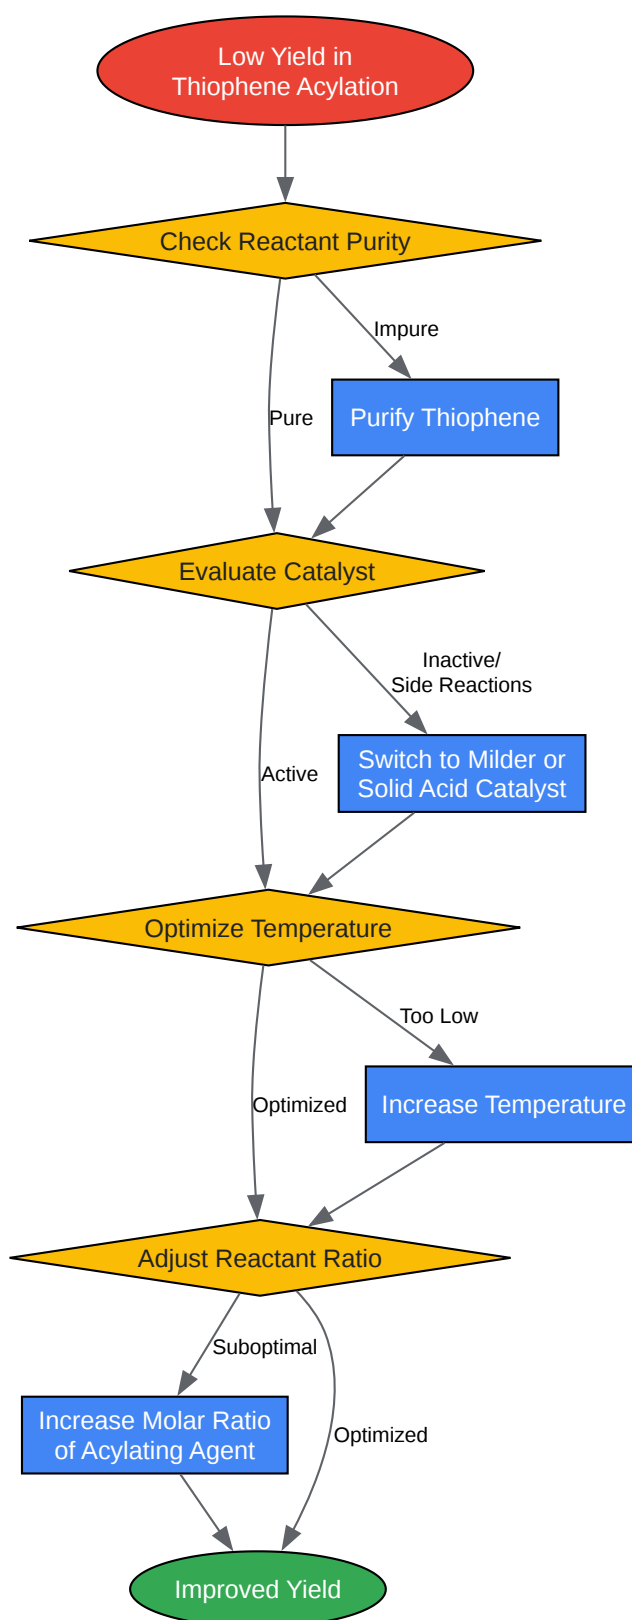 Low Yield in
Thiophene Acylation
Check Reactant Purity
Impure
Pure
Purify Thiophene
Evaluate Catalyst
Inactive/
Side Reactions
Active
Switch to Milder or
Solid Acid Catalyst
Optimize Temperature
Too Low
Optimized
Increase Temperature
Adjust Reactant Ratio
Suboptimal
Increase Molar Ratio
of Acylating Agent
Optimized
Improved Yield